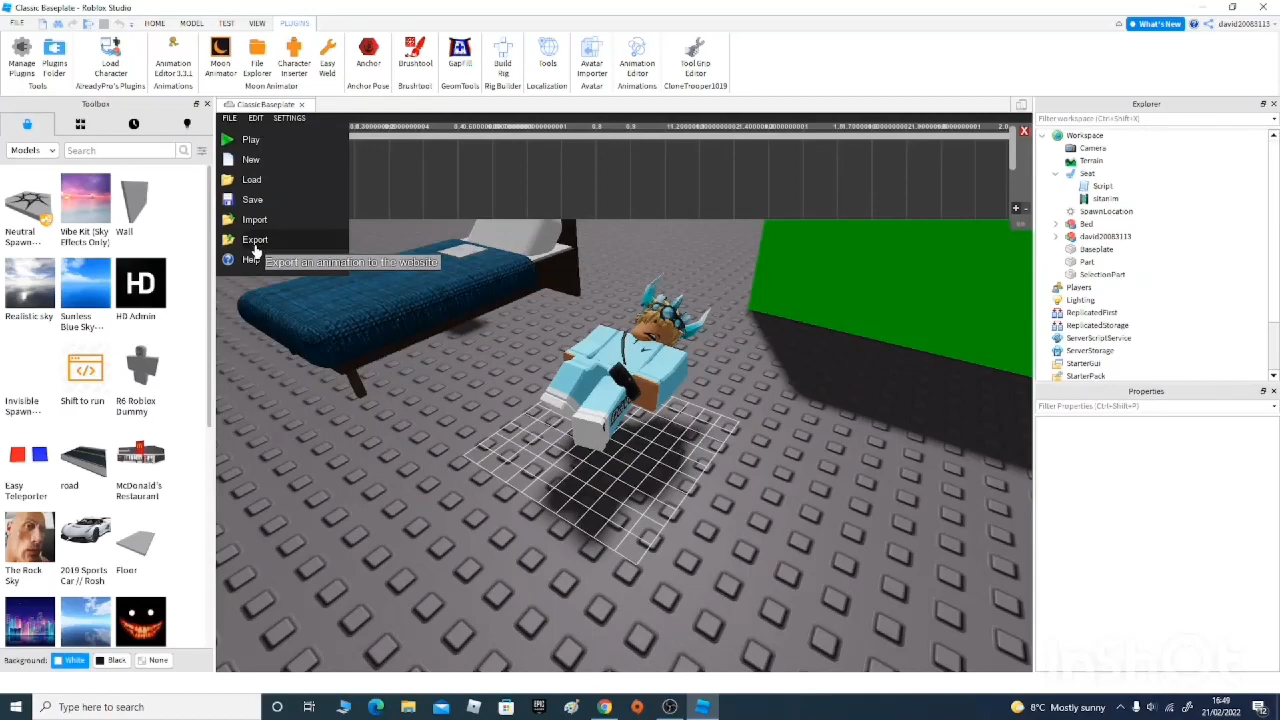 Classic Baseplate - Roblox Studio
FILE HOME MODEL TEST VIEW PLUGINS What's New david20083113
Manage Plugins Plugins Folder Load Character Animation Editor 3.3.1 Moon Animator File Explorer Character Inserter Easy Weld Anchor Brushtool GapFill Build Rig Tools Avatar Importer Animation Editor Tool Grip Editor
Tools AlreadyPro's Plugins Animations Moon Animator Anchor Pose Brushtool GeomTools Rig Builder Localization Avatar Animations CloneTrooper1019
Toolbox
ClassicBaseplate
Explorer
FILE EDIT SETTINGS
Filter workspace (Ctrl+Shift+X)
Models Search
Play
New
Load
Save
Import
Export
Help
Export an animation to the website
Neutral Spawn...
Vibe Kit (Sky Effects Only)
Wall
Realistic sky
Sunless Blue Sky...
HD
HD Admin
Invisible Spawn...
Shift to run
R6 Roblox Dummy
Easy Teleporter
road
McDonald's Restaurant
The Rock Sky
2019 Sports Car // Rosh
Floor
Background: White Black None
Workspace
Camera
Terrain
Seat
Script
sitanim
SpawnLocation
Bed
david20083113
Baseplate
Part
SelectionPart
Players
Lighting
ReplicatedFirst
ReplicatedStorage
ServerScriptService
ServerStorage
StarterGui
StarterPack
Properties
Filter Properties (Ctrl+Shift+P)
InShOt
Type here to search
EPIC GAMES
8°C Mostly sunny
16:49
21/02/2022
12